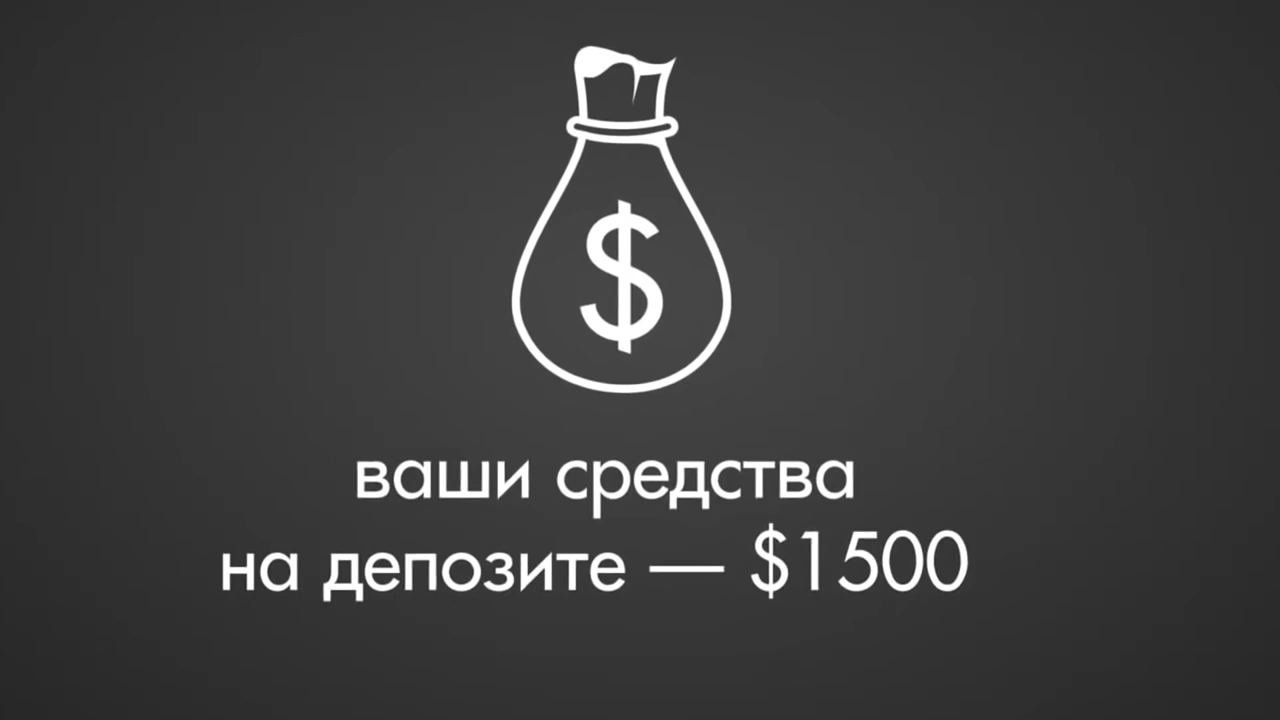 $
ваши средства
на депозите — $1500